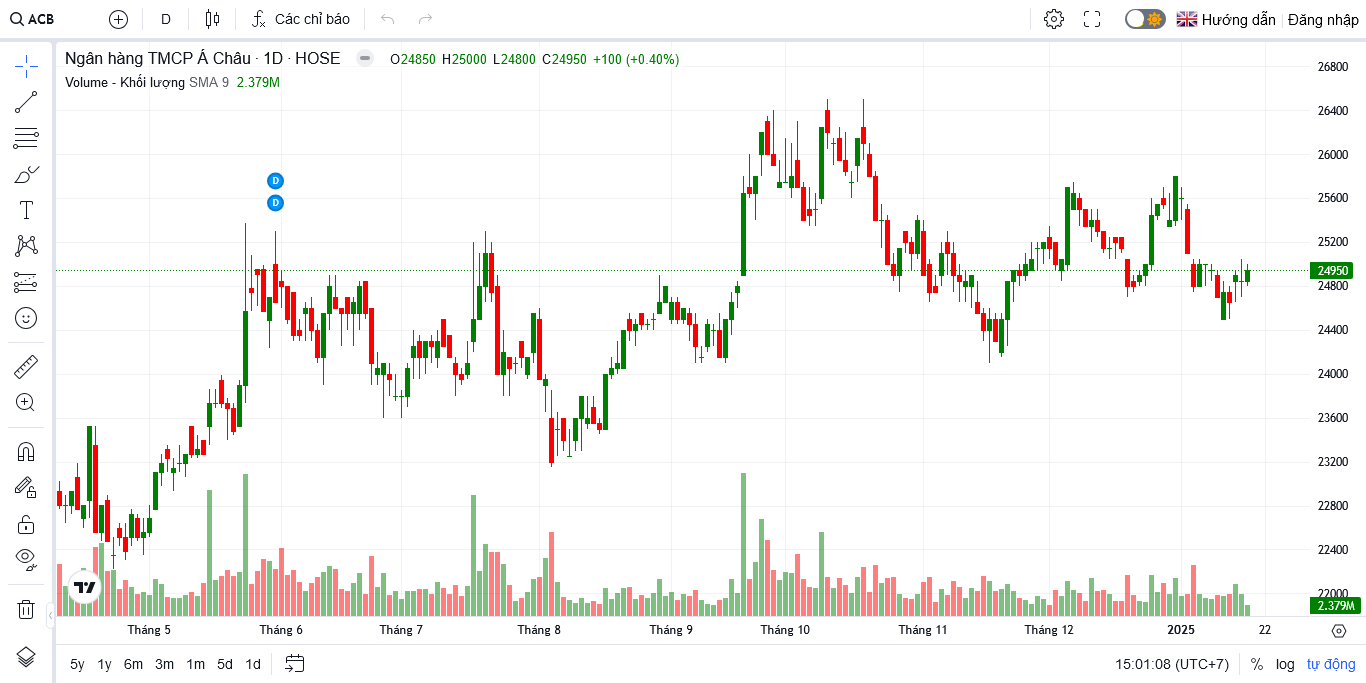 ACB D Các chỉ báo Hướng dẫn Đăng nhập
Ngân hàng TMCP Á Châu · 1D · HOSE O24850 H25000 L24800 C24950 +100 (+0.40%)
Volume - Khối lượng SMA 9 2.379M
D
D
26800
26400
26000
25600
25200
24950
24800
24400
24000
23600
23200
22800
22400
22000
2.379M
Tháng 5 Tháng 6 Tháng 7 Tháng 8 Tháng 9 Tháng 10 Tháng 11 Tháng 12 2025 22
5y 1y 6m 3m 1m 5d 1d 15:01:08 (UTC+7) % log tự động